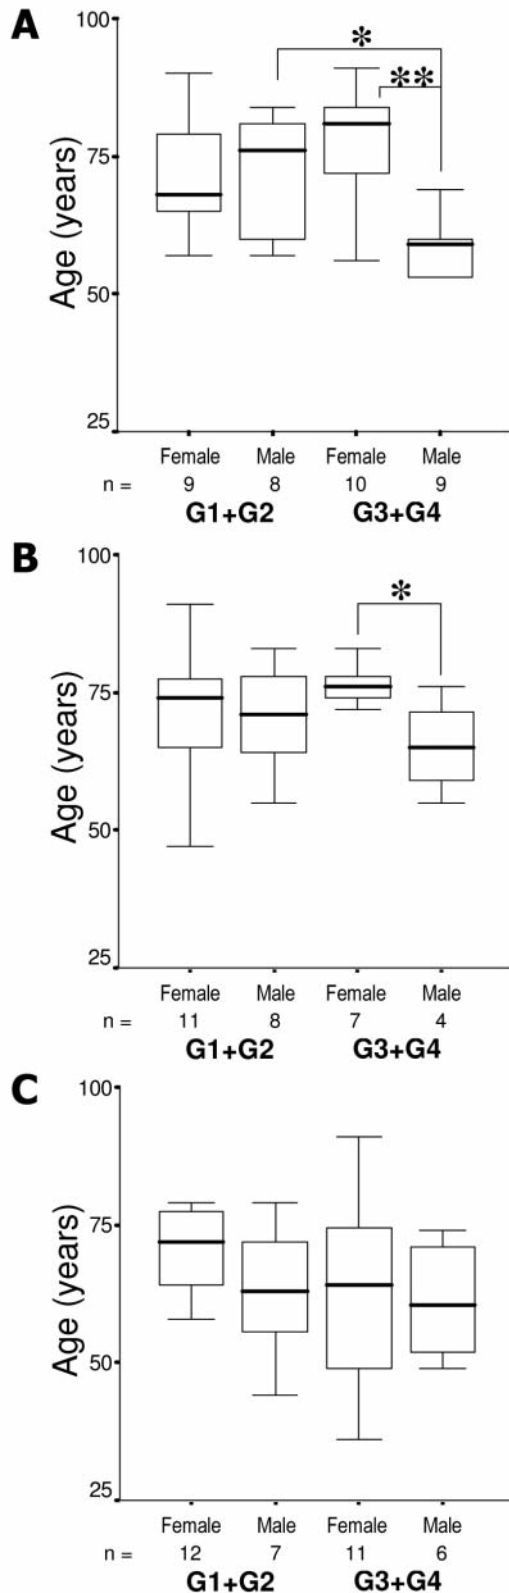 A
100
*
**
75
Age (years)
50
25
Female Male Female Male
n = 9 8 10 9
G1+G2 G3+G4
B
100
*
75
Age (years)
50
25
Female Male Female Male
n = 11 8 7 4
G1+G2 G3+G4
C
100
75
Age (years)
50
25
Female Male Female Male
n = 12 7 11 6
G1+G2 G3+G4